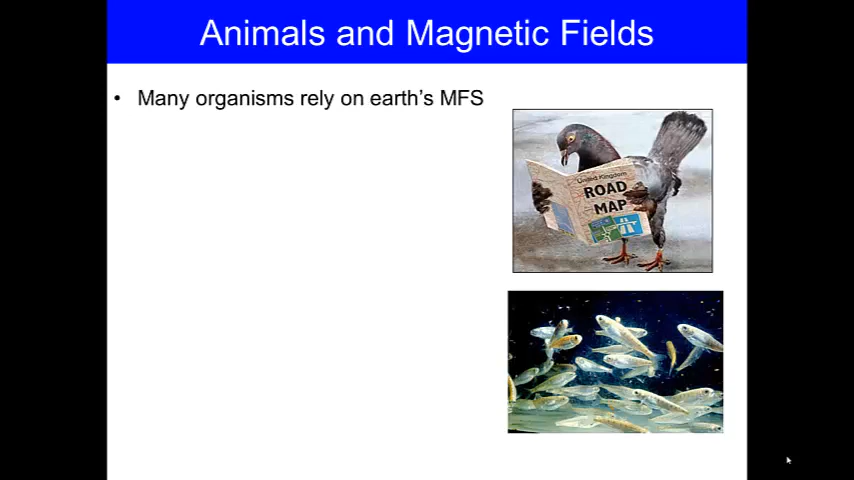 Animals and Magnetic Fields
• Many organisms rely on earth's MFS
United Kingdom
ROAD
MAP